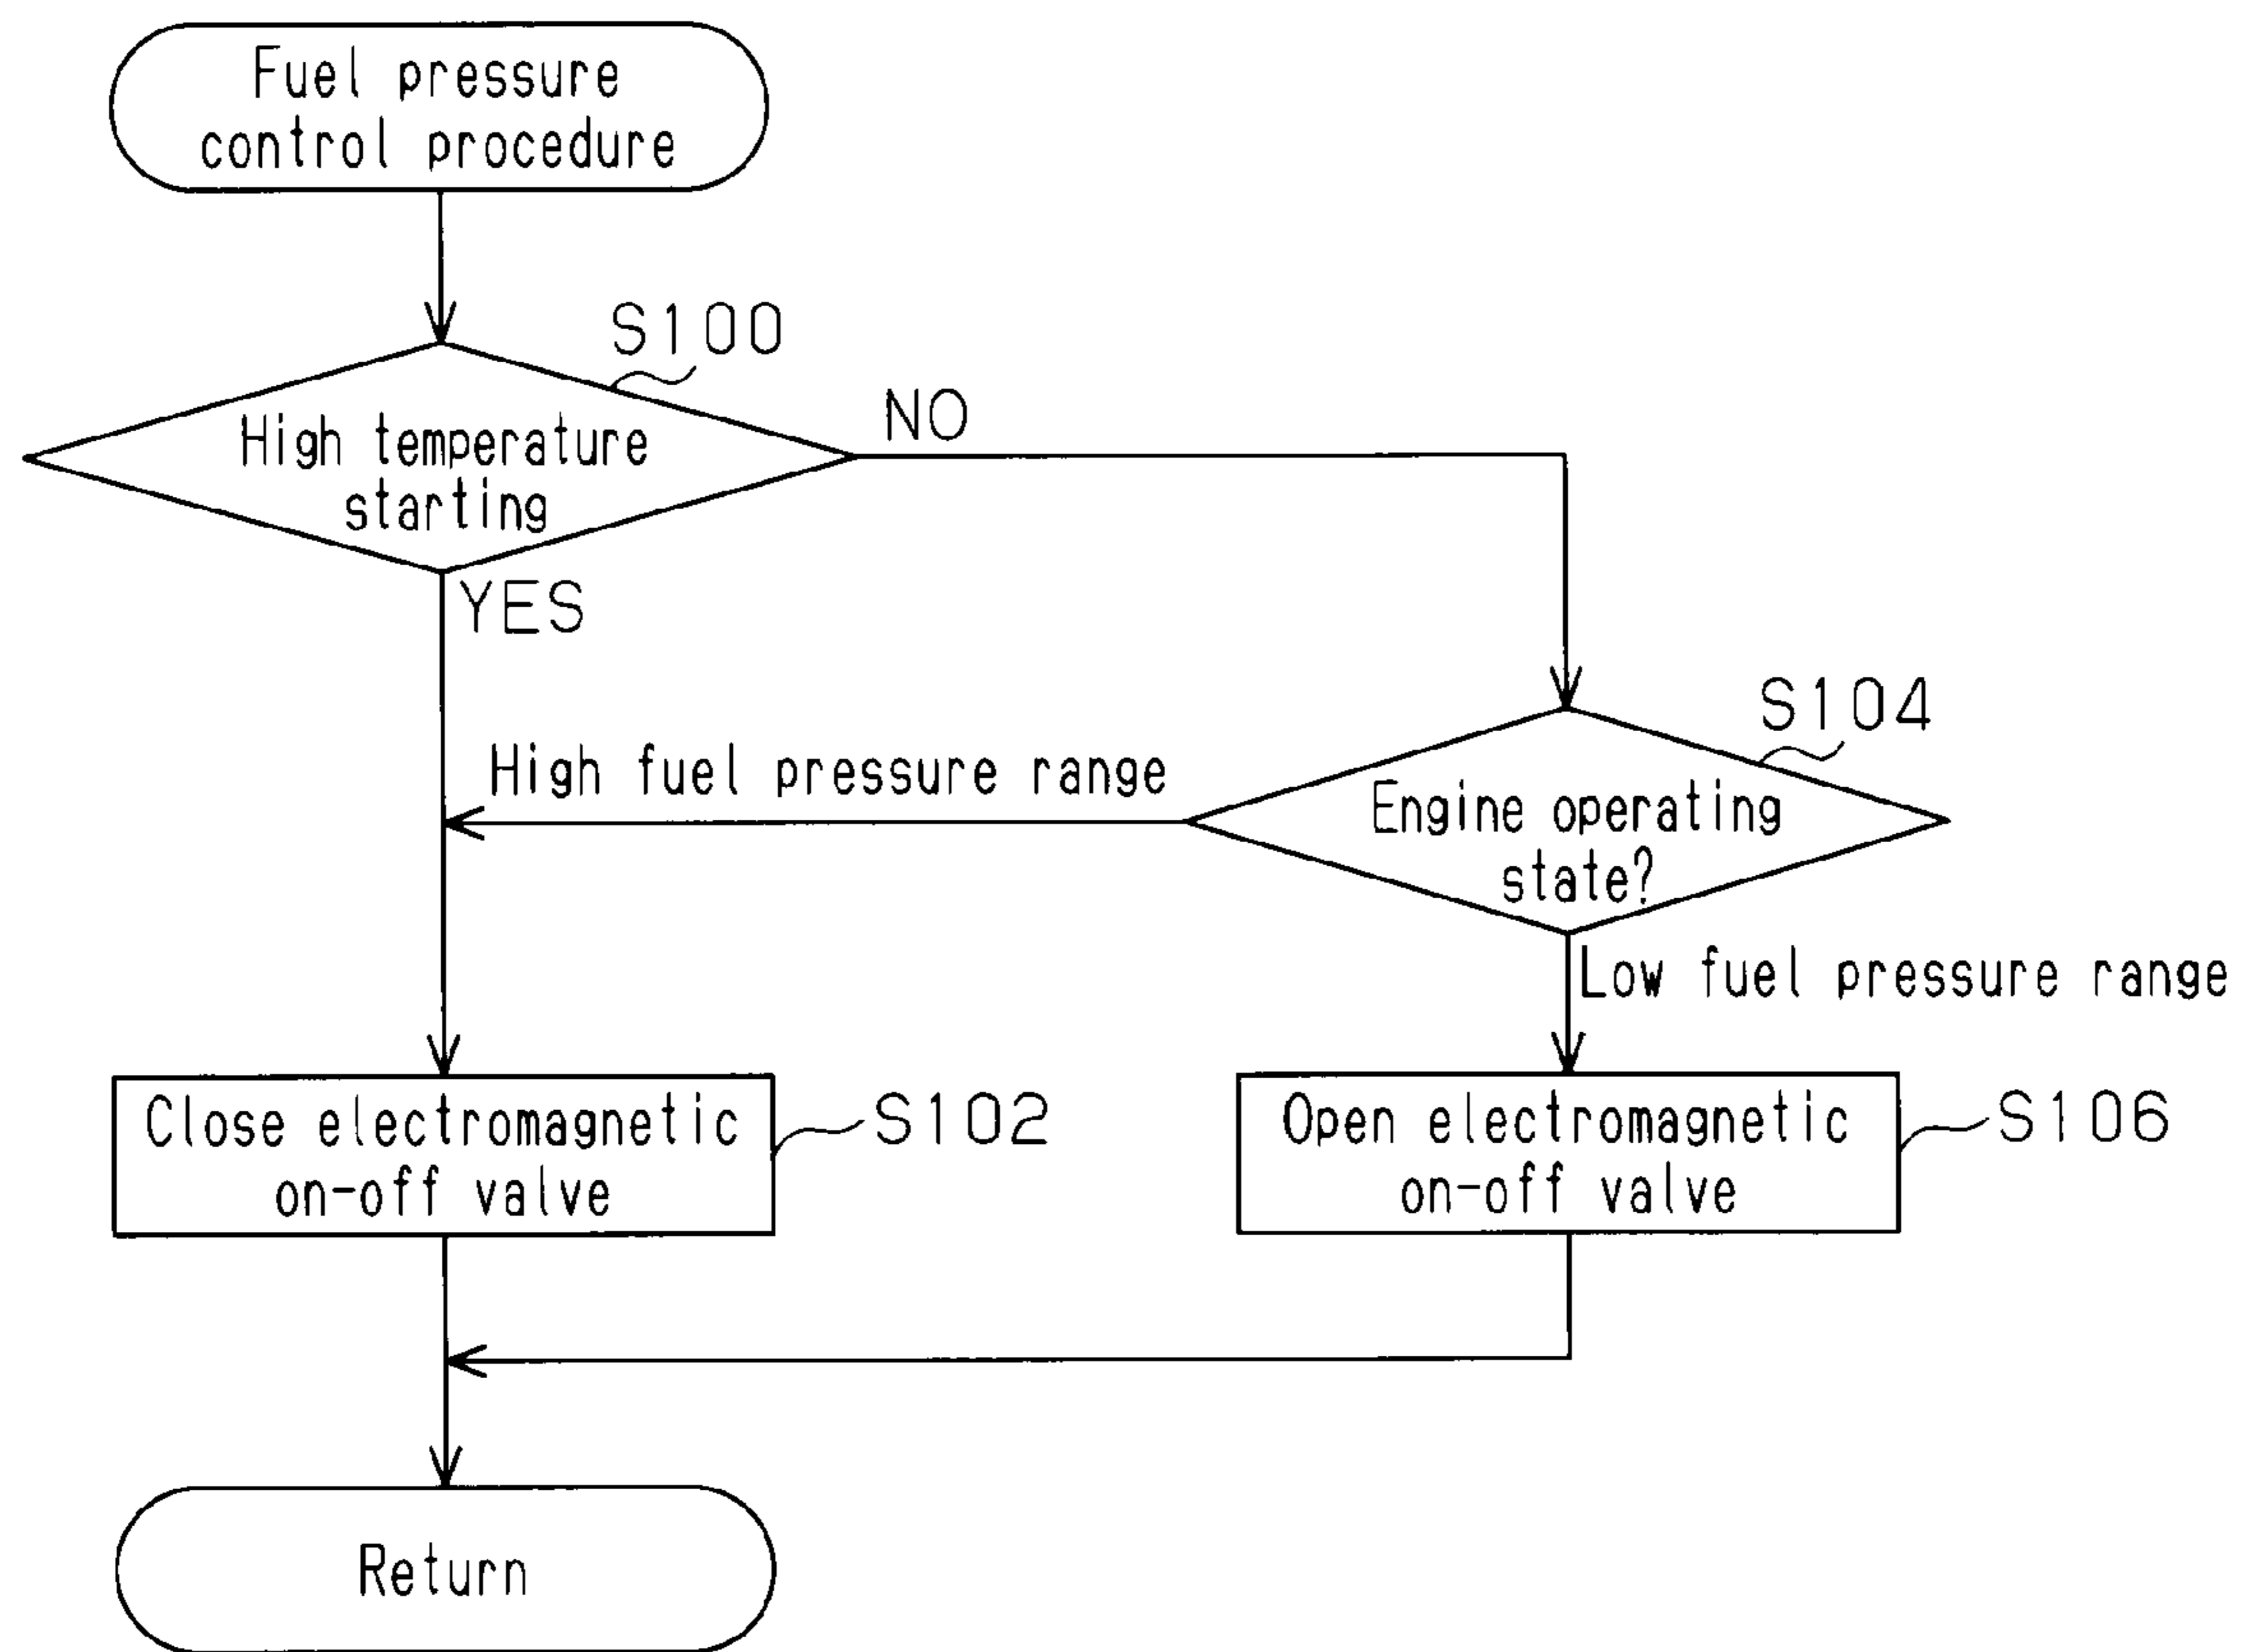 Fuel pressure
control procedure
S100
High temperature
starting
NO
YES
S104
High fuel pressure range
Engine operating
state?
Low fuel pressure range
Close electromagnetic
on-off valve
S102
Open electromagnetic
on-off valve
S106
Return